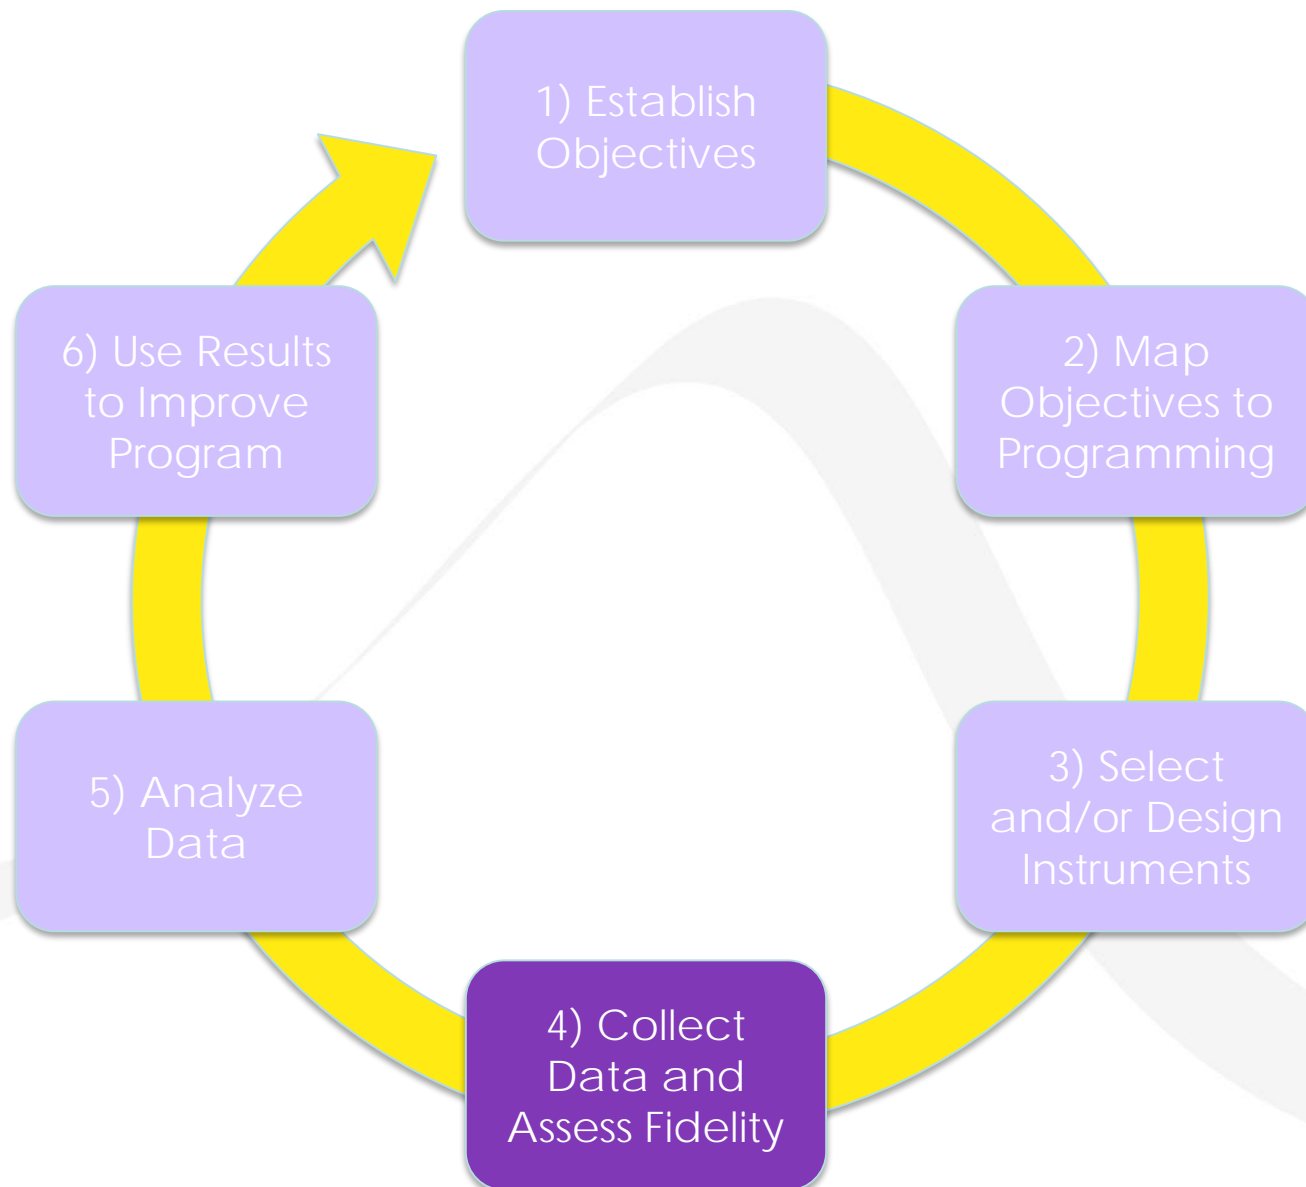 1) Establish
Objectives
2) Map
Objectives to
Programming
3) Select
and/or Design
Instruments
4) Collect
Data and
Assess Fidelity
5) Analyze
Data
6) Use Results
to Improve
Program